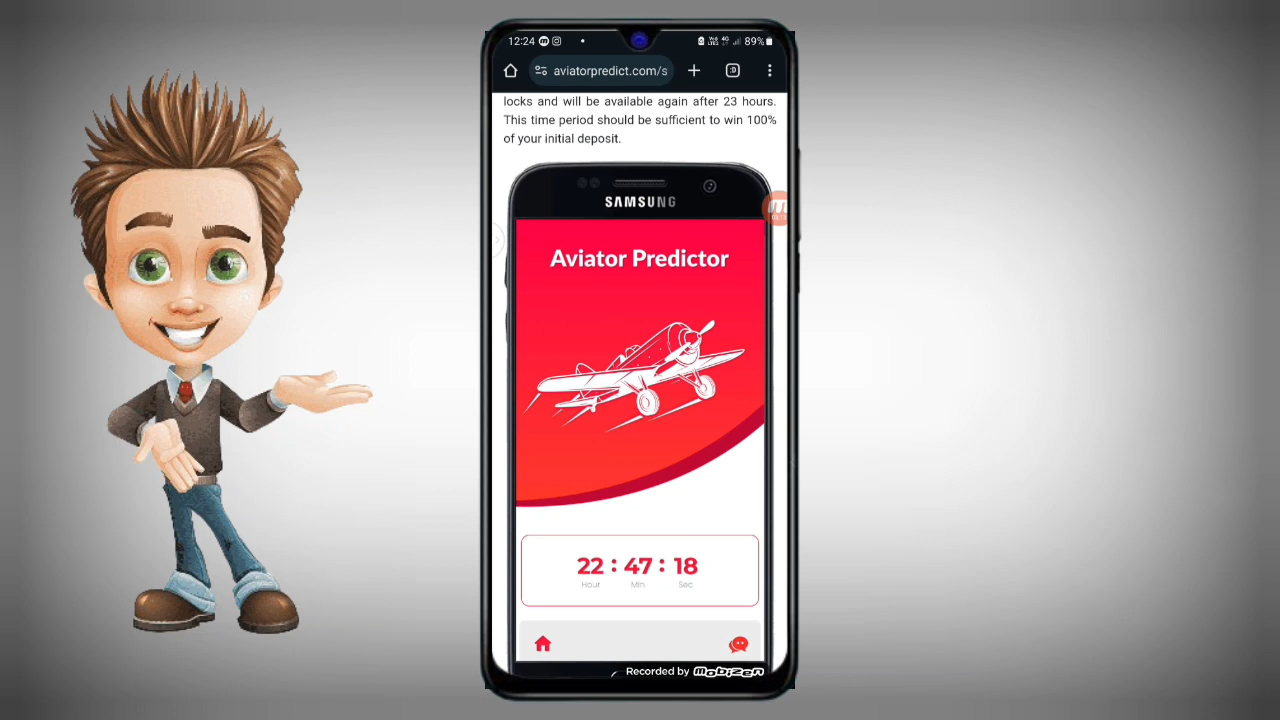 12:24 89%
aviatorpredict.com/s
locks and will be available again after 23 hours.
This time period should be sufficient to win 100%
of your initial deposit.
SAMSUNG
Aviator Predictor
22 : 47 : 18
Hour Min Sec
Recorded by Mobizen